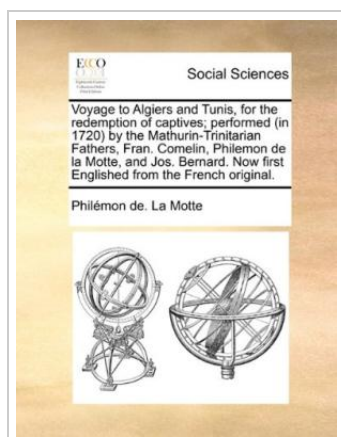 ECCO
Social Sciences
Voyage to Algiers and Tunis, for the
redemption of captives; performed (in
1720) by the Mathurin-Trinitarian
Fathers, Fran. Comelin, Philemon de
la Motte, and Jos. Bernard. Now first
Englished from the French original.
Philémon de. La Motte